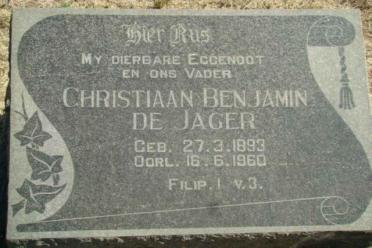 Hier Rus
MY DIERBARE EGGENOOT
EN ONS VADER
CHRISTIAAN BENJAMIN
DE JAGER
GEB. 27.3.1893
OORL. 16.6.1960
FILIP. 1 V.3.